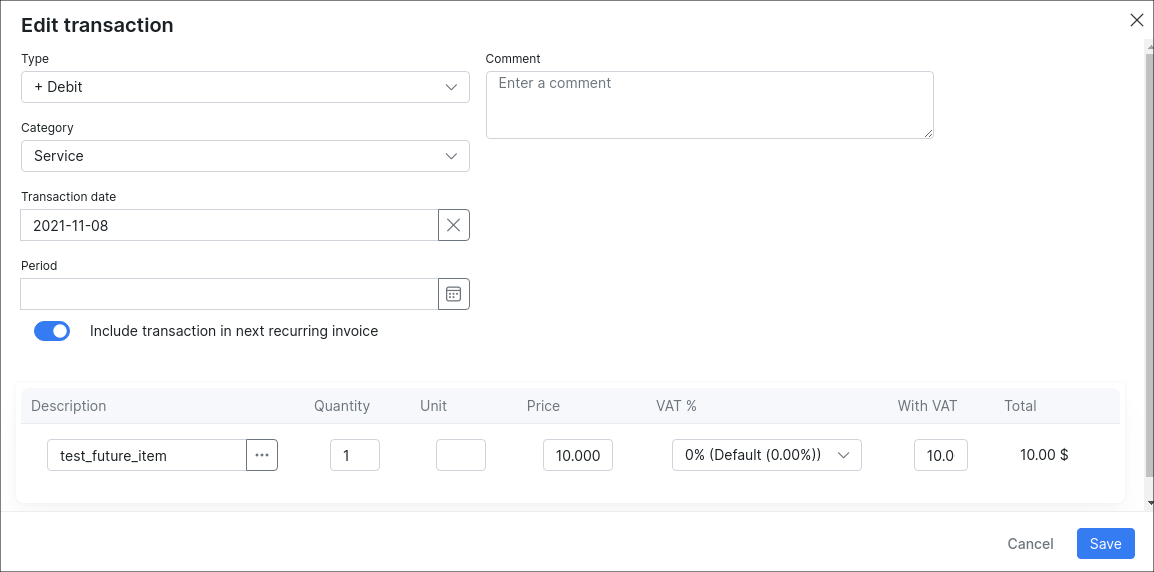 Edit transaction
Type
+ Debit
Category
Service
Transaction date
2021-11-08
Period
Include transaction in next recurring invoice
Comment
Enter a comment
Description Quantity Unit Price VAT % With VAT Total
test_future_item ... 1 10.000 0% (Default (0.00%)) 10.0 10.00 $
Cancel Save